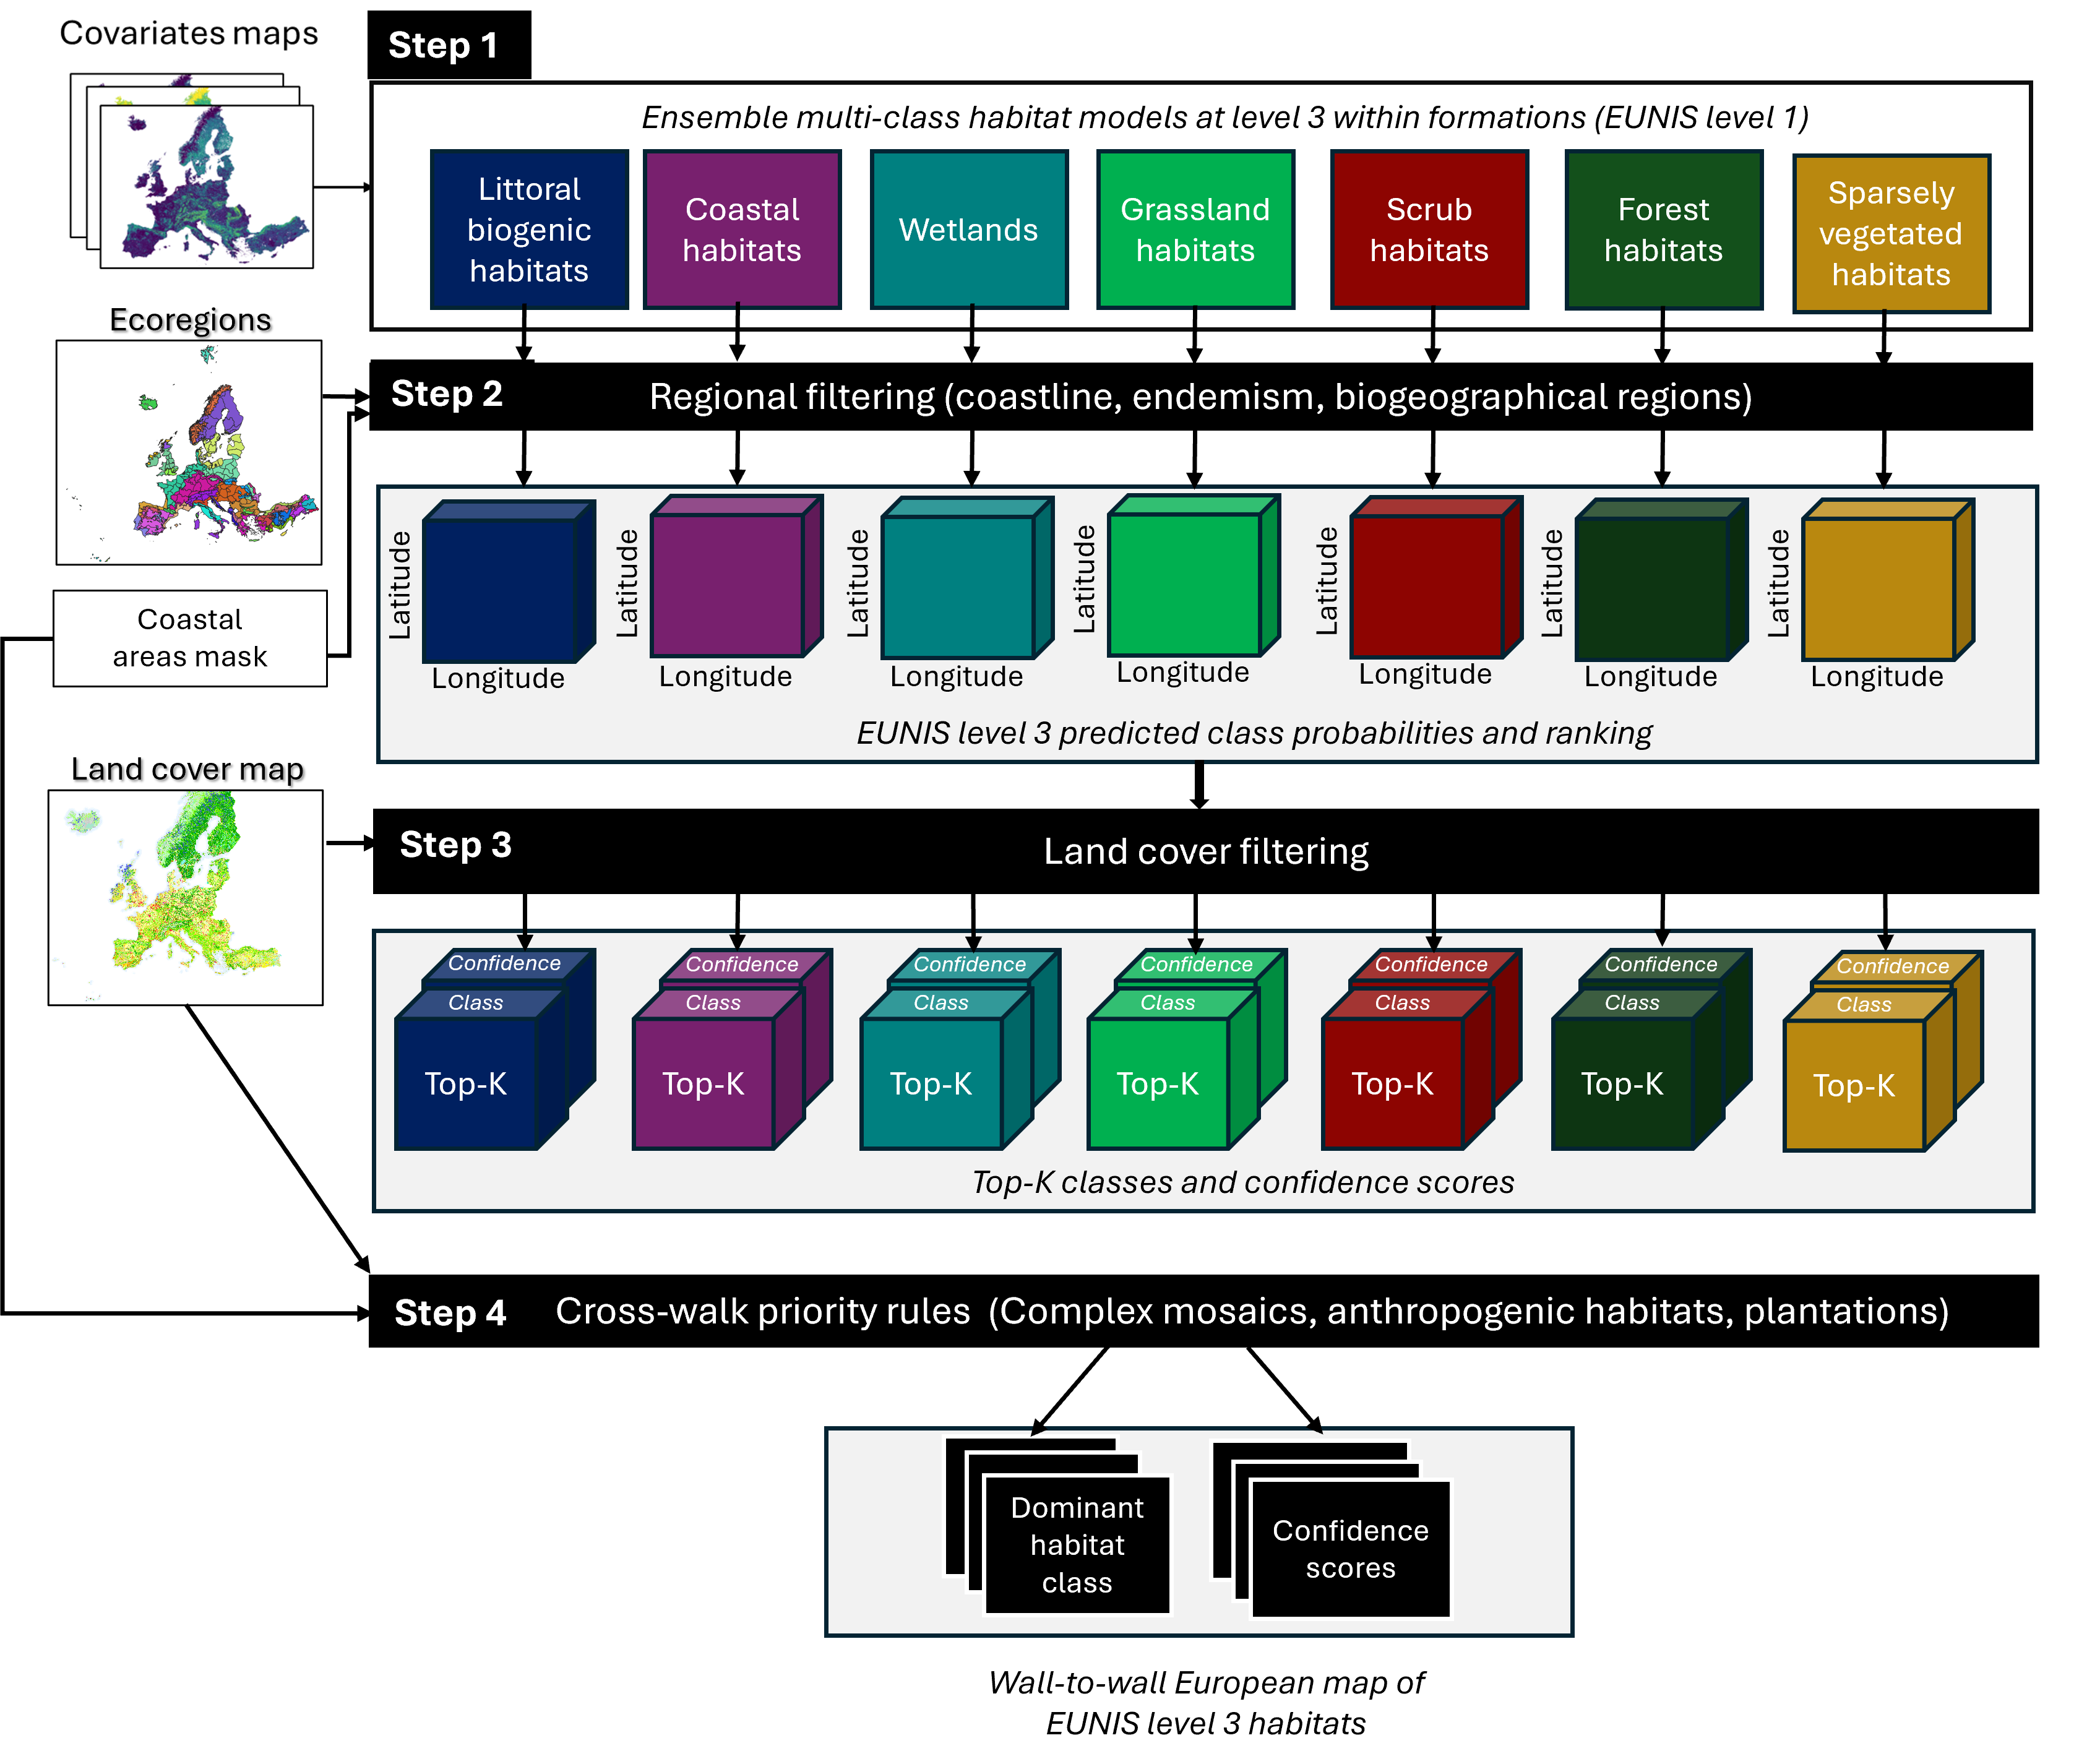 Covariates maps
Step 1
Ensemble multi-class habitat models at level 3 within formations (EUNIS level 1)
Littoral
biogenic
habitats
Coastal
habitats
Wetlands
Grassland
habitats
Scrub
habitats
Forest
habitats
Sparsely
vegetated
habitats
Ecoregions
Step 2
Regional filtering (coastline, endemism, biogeographical regions)
Coastal
areas mask
Latitude
Longitude
Latitude
Longitude
Latitude
Longitude
Latitude
Longitude
Latitude
Longitude
Latitude
Longitude
Latitude
Longitude
EUNIS level 3 predicted class probabilities and ranking
Land cover map
Step 3
Land cover filtering
Confidence
Class
Top-K
Confidence
Class
Top-K
Confidence
Class
Top-K
Confidence
Class
Top-K
Confidence
Class
Top-K
Confidence
Class
Top-K
Confidence
Class
Top-K
Top-K classes and confidence scores
Step 4
Cross-walk priority rules (Complex mosaics, anthropogenic habitats, plantations)
Dominant
habitat
class
Confidence
scores
Wall-to-wall European map of
EUNIS level 3 habitats